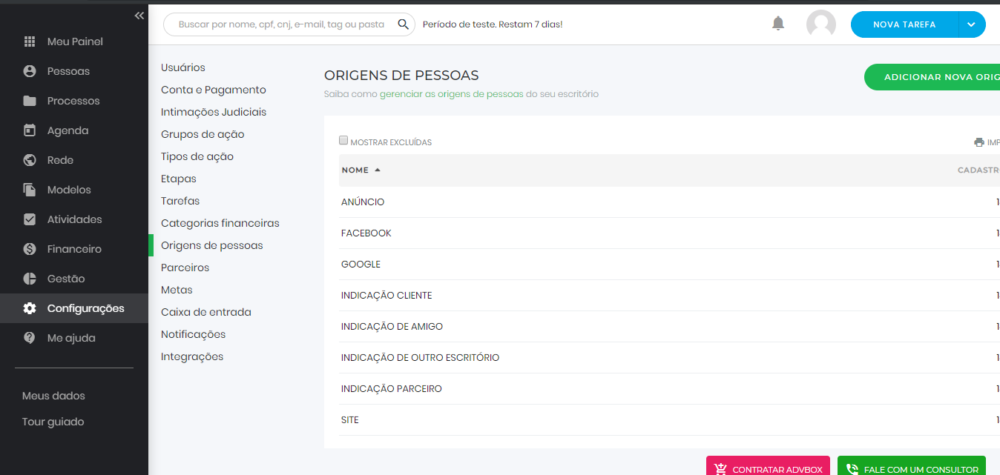 Meu Painel
Pessoas
Processos
Agenda
Rede
Modelos
Atividades
Financeiro
Gestão
Configurações
Me ajuda
Meus dados
Tour guiado
Buscar por nome, cpf, cnj, e-mail, tag ou pasta
Período de teste. Restam 7 dias!
NOVA TAREFA
Usuários
Conta e Pagamento
Intimações Judiciais
Grupos de ação
Tipos de ação
Etapas
Tarefas
Categorias financeiras
Origens de pessoas
Parceiros
Metas
Caixa de entrada
Notificações
Integrações
ORIGENS DE PESSOAS
ADICIONAR NOVA ORIG
Saiba como gerenciar as origens de pessoas do seu escritório
MOSTRAR EXCLUÍDAS
IMP
NOME
CADASTR
ANÚNCIO 1
FACEBOOK 1
GOOGLE 1
INDICAÇÃO CLIENTE 1
INDICAÇÃO DE AMIGO 1
INDICAÇÃO DE OUTRO ESCRITÓRIO 1
INDICAÇÃO PARCEIRO 1
SITE 1
CONTRATAR ADVBOX
FALE COM UM CONSULTOR